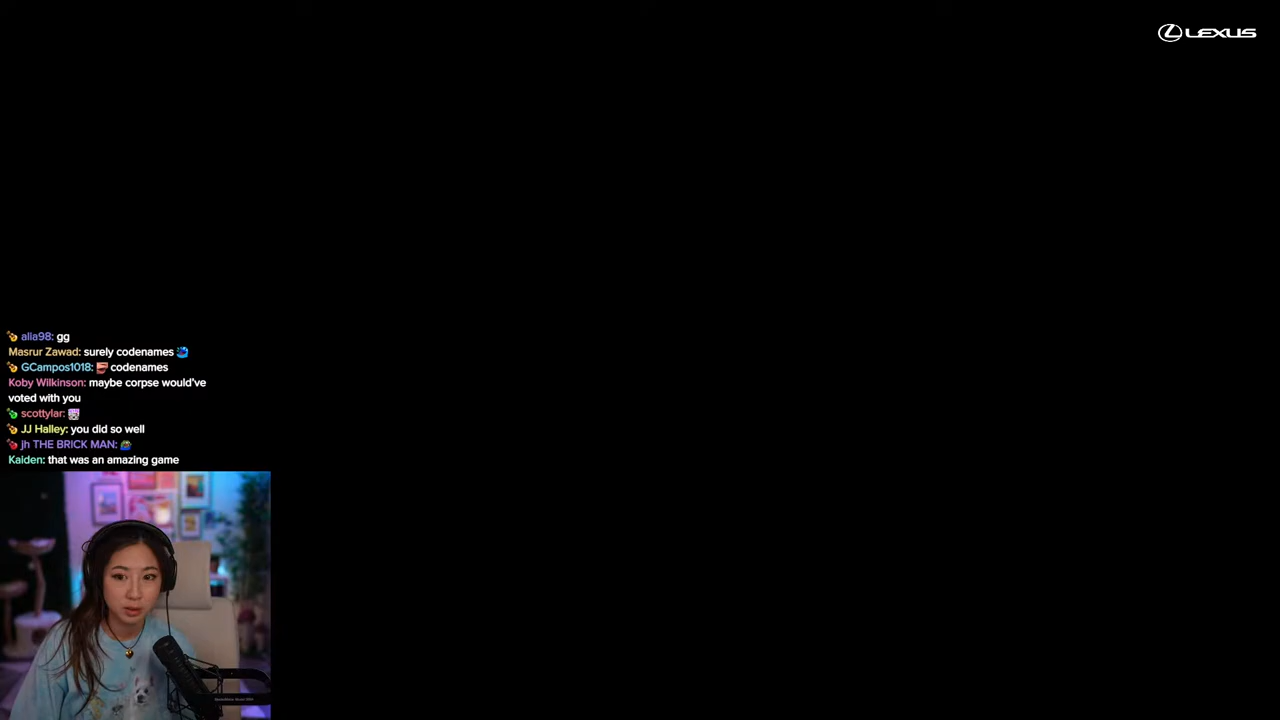 LEXUS
alia98: gg
Masrur Zawad: surely codenames
GCampos1018: codenames
Koby Wilkinson: maybe corpse would've
voted with you
scottylar:
JJ Halley: you did so well
jh THE BRICK MAN:
Kaiden: that was an amazing game